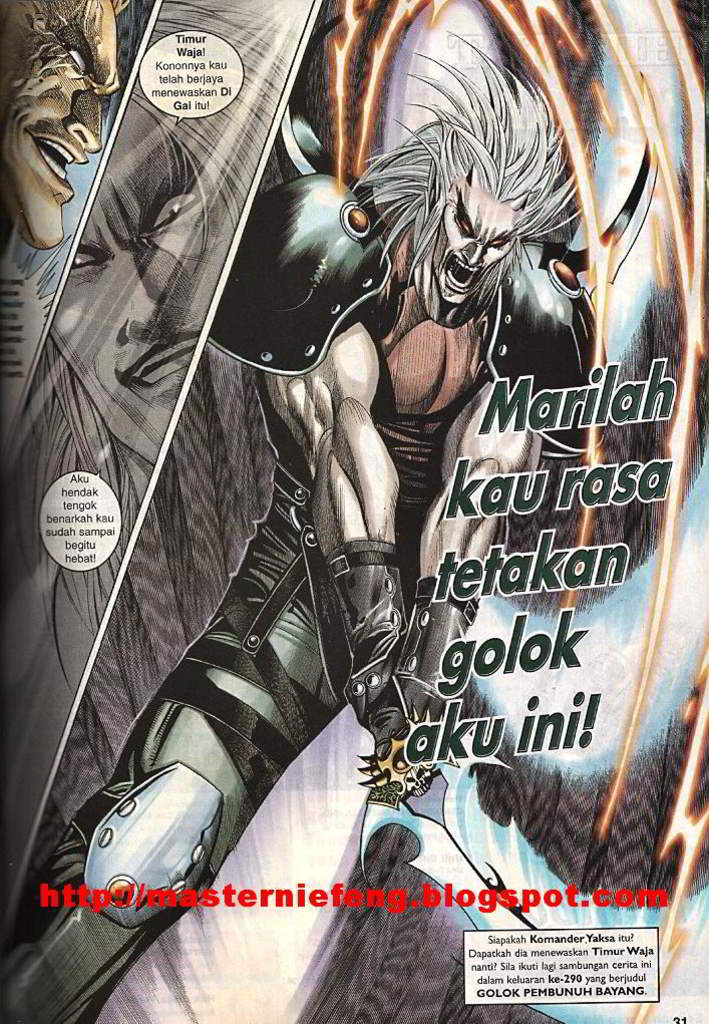 Timur
Waja!
Kononnya kau
telah berjaya
menewaskan Di
Gai itu!
Aku
hendak
tengok
benarkah kau
sudah sampai
begitu
hebat!
Marilah
kau rasa
tetakan
golok
aku ini!
http://masterniefeng.blogspot.com
Siapakah Komander Yaksa itu?
Dapatkah dia menewaskan Timur Waja
nanti? Sila ikuti lagi sambungan cerita ini
dalam keluaran ke-290 yang berjudul
GOLOK PEMBUNUH BAYANG.
31